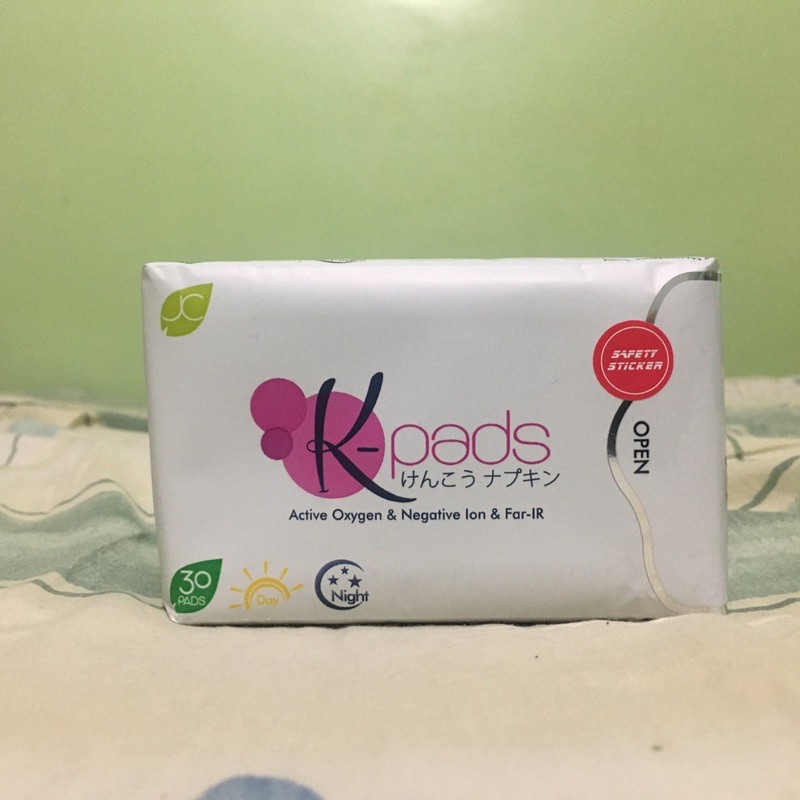 JC
SAFETY
STICKER
OPEN
K-pads
けんこう ナプキン
Active Oxygen & Negative Ion & Far-IR
30
PADS
Day
Night